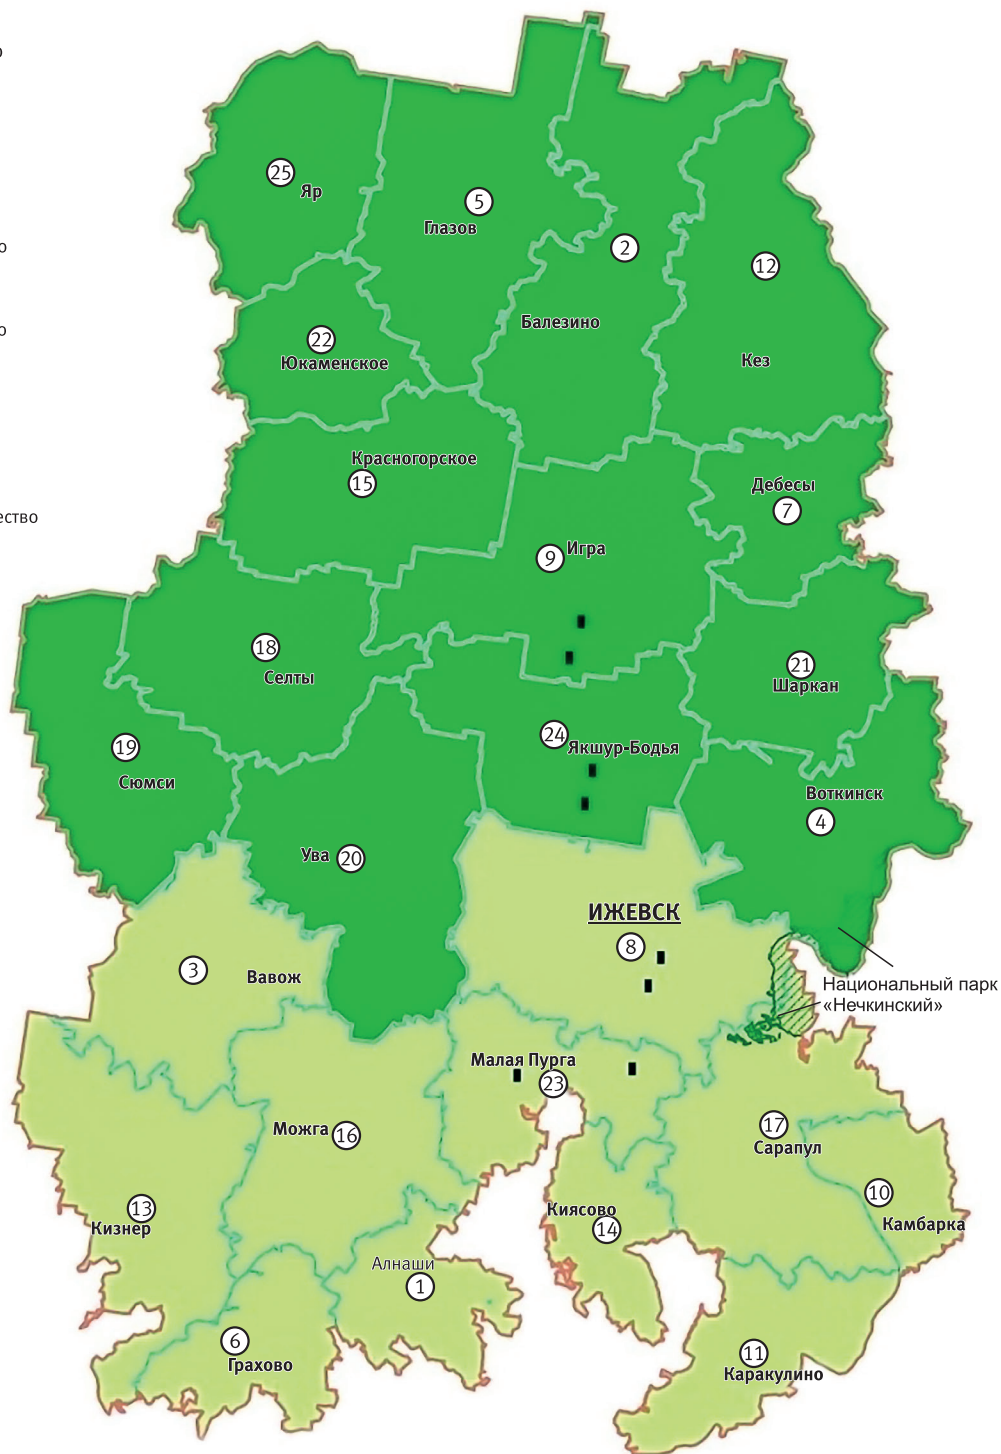 о
25
Яр
5
Глазов
2
о
12
Балезино
о
22
Юкаменское
Кез
Красногорское
15
Дебесы
7
ество
9
Игра
18
Селты
21
Шаркан
24
Якшур-Бодья
19
Сюмси
Воткинск
4
Ува
20
ИЖЕВСК
8
3
Вавож
Национальный парк
«Нечкинский»
Малая Пурга
23
Можга
16
17
Сарапул
10
Камбарка
13
Кизнер
Киясово
14
Алнаши
1
6
Грахово
11
Каракулино